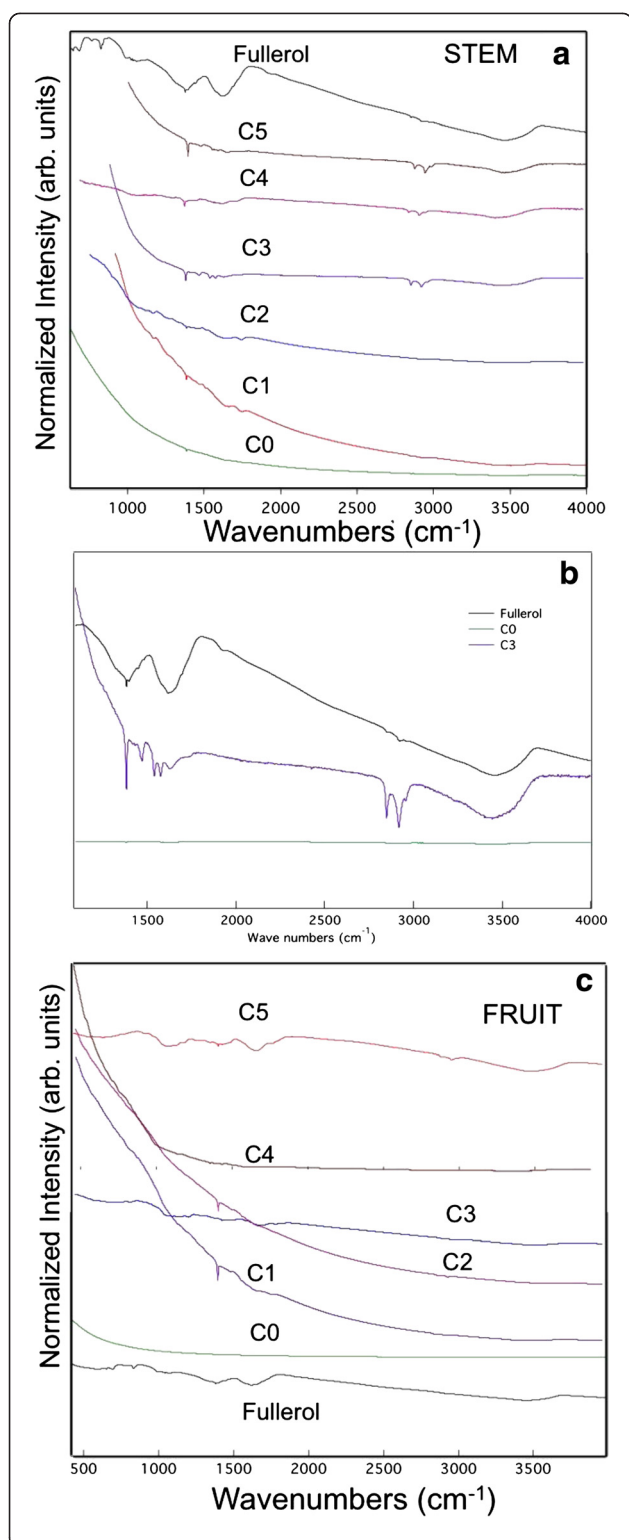 STEM a
Fullerol
C5
C4
C3
C2
C1
C0
Normalized Intensity (arb. units)
1000 1500 2000 2500 3000 3500 4000
Wavenumbers (cm-1)
b
Fullerol
C0
C3
1500 2000 2500 3000 3500 4000
Wave numbers (cm-1)
c
FRUIT
C5
C4
C3
C2
C1
C0
Fullerol
Normalized Intensity (arb. units)
500 1000 1500 2000 2500 3000 3500
Wavenumbers (cm-1)